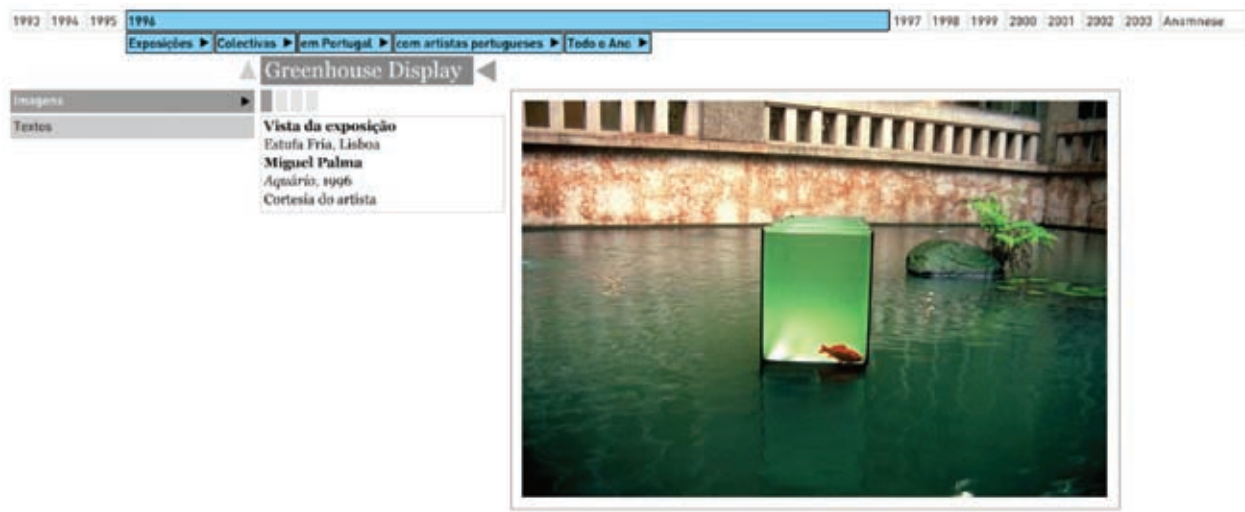 1993 1994 1995 1996 1997 1998 1999 2000 2001 2002 2003 Anamnese
Exposições ▶ Colectivas ▶ em Portugal ▶ com artistas portugueses ▶ Todo o Ano ▶
Greenhouse Display
Imagens
Textos
Vista da exposição
Estufa Fria, Lisboa
Miguel Palma
Aquário, 1996
Cortesia do artista